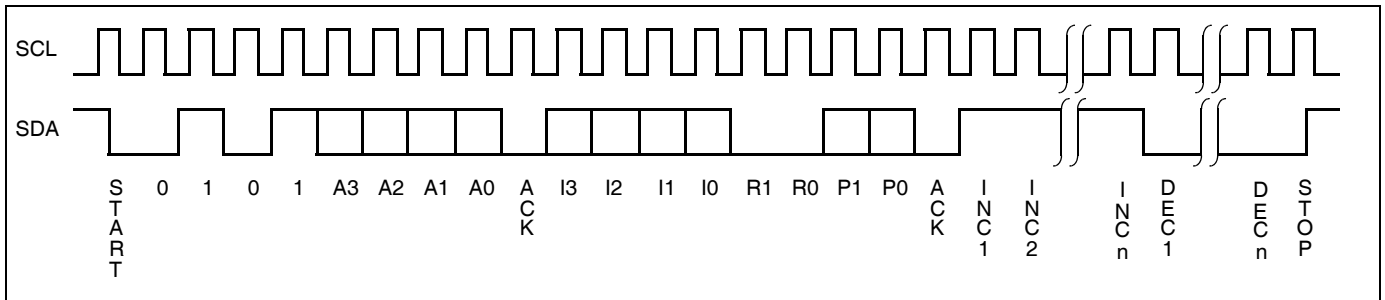 SCL
SDA
START 0 1 0 1 A3 A2 A1 A0 ACK I3 I2 I1 I0 R1 R0 P1 P0 ACK INC1 INC2 INCn DEC1 DECn STOP